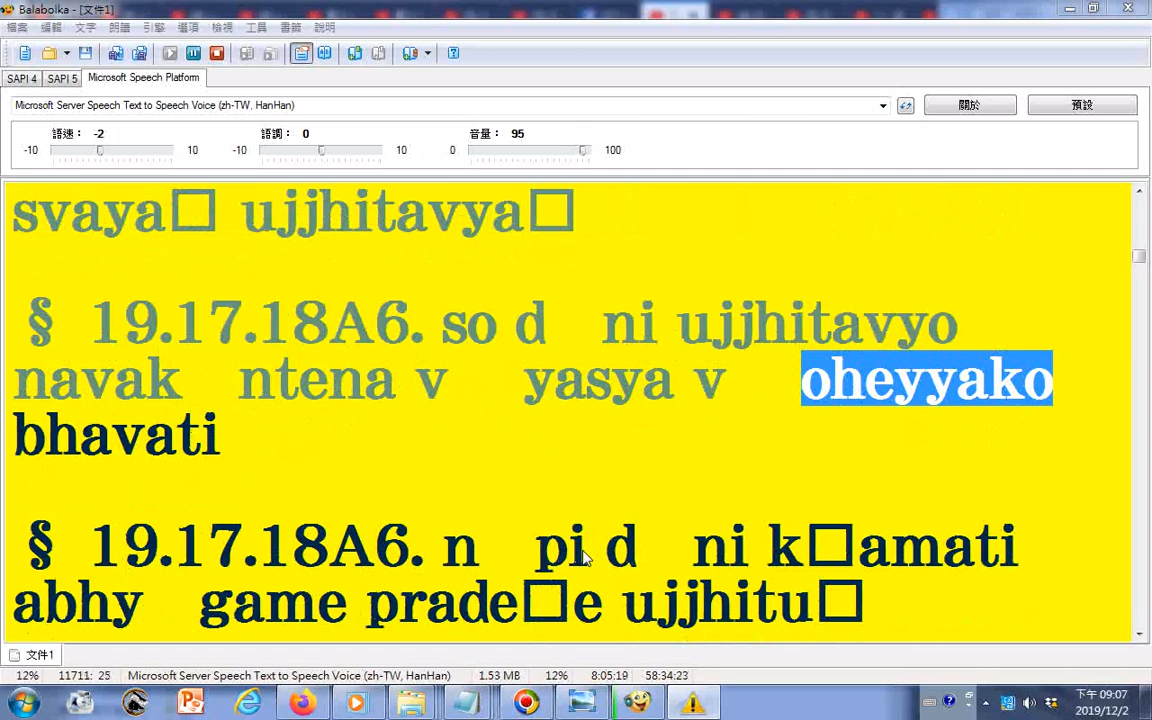 Balabolka - [文件1]
檔案 編輯 文字 朗讀 引擎 選項 檢視 工具 書籤 說明
SAPI 4 SAPI 5 Microsoft Speech Platform
Microsoft Server Speech Text to Speech Voice (zh-TW, HanHan) 關於 預設
語速： -2 語調： 0 音量： 95
-10 10 -10 10 0 100
svaya□ ujjhitavya□
§ 19.17.18A6. so d ni ujjhitavyo
navak ntena v yasya v oheyyako
bhavati
§ 19.17.18A6. n pi d ni k□amati
abhy game prade□e ujjhitu□
文件1
12% 11711: 25 Microsoft Server Speech Text to Speech Voice (zh-TW, HanHan) 1.53 MB 12% 8:05:19 58:34:23
下午 09:07
2019/12/2